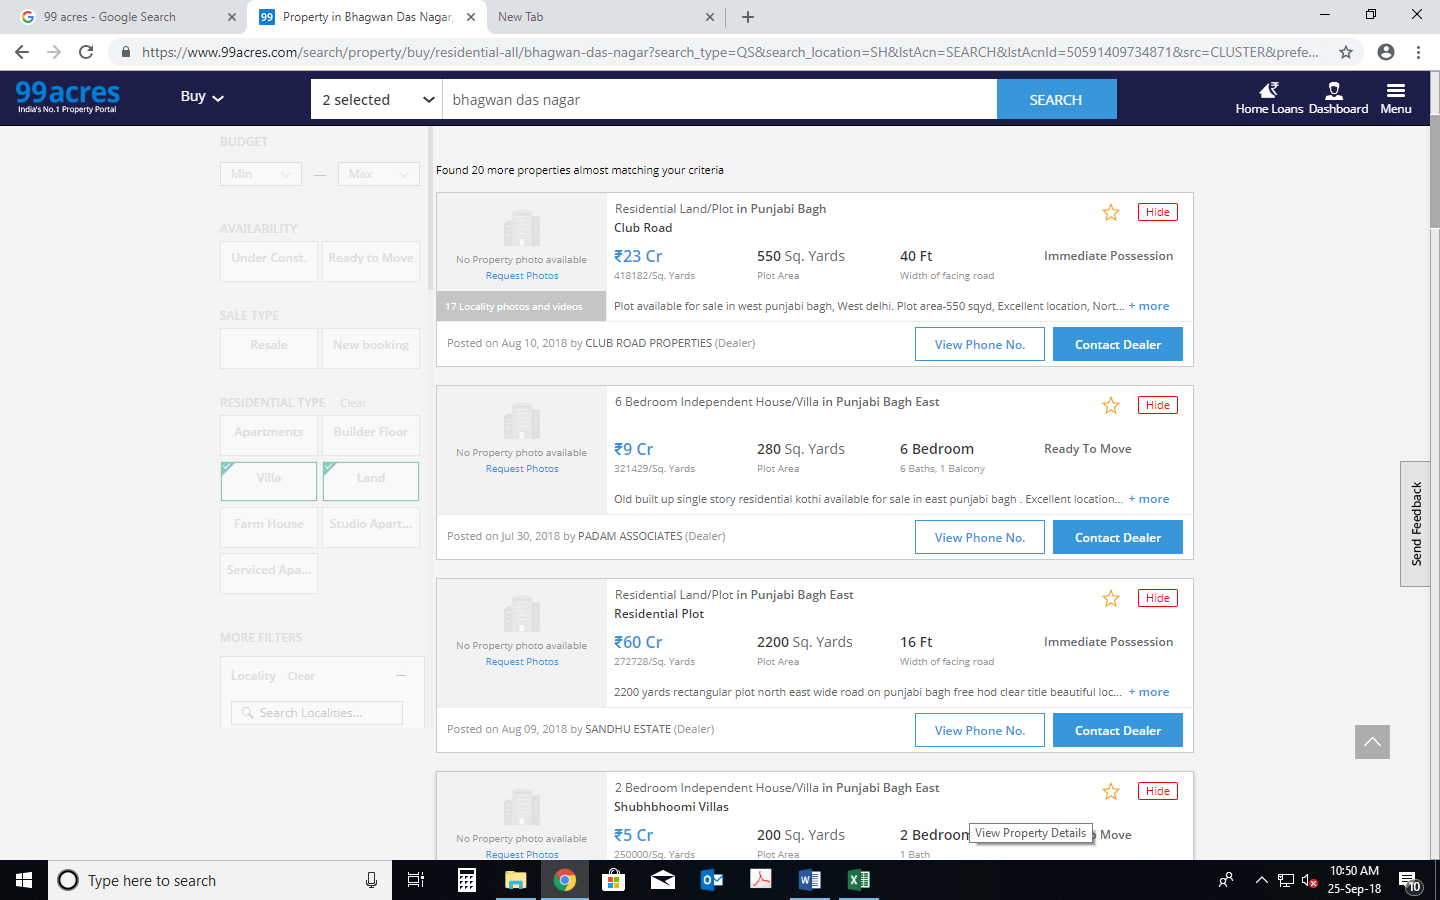 99 acres - Google Search
Property in Bhagwan Das Nagar,
New Tab
https://www.99acres.com/search/property/buy/residential-all/bhagwan-das-nagar?search_type=QS&search_location=SH&lstAcn=SEARCH&lstAcnId=50591409734871&src=CLUSTER&prefe...
99acres
India's No.1 Property Portal
Buy
2 selected
bhagwan das nagar
SEARCH
Home Loans
Dashboard
Menu
BUDGET
Min
Max
AVAILABILITY
Under Const.
Ready to Move
SALE TYPE
Resale
New booking
RESIDENTIAL TYPE Clear
Apartments
Builder Floor
Villa
Land
Farm House
Studio Apart...
Serviced Apa...
MORE FILTERS
Locality Clear
Search Localities...
Found 20 more properties almost matching your criteria
No Property photo available
Request Photos
17 Locality photos and videos
Residential Land/Plot in Punjabi Bagh
Club Road
Hide
₹23 Cr
550 Sq. Yards
40 Ft
Immediate Possession
418182/Sq. Yards
Plot Area
Width of facing road
Plot available for sale in west punjabi bagh, West delhi. Plot area-550 sqyd, Excellent location, Nort... + more
Posted on Aug 10, 2018 by CLUB ROAD PROPERTIES (Dealer)
View Phone No.
Contact Dealer
No Property photo available
Request Photos
6 Bedroom Independent House/Villa in Punjabi Bagh East
Hide
₹9 Cr
280 Sq. Yards
6 Bedroom
Ready To Move
321429/Sq. Yards
Plot Area
6 Baths, 1 Balcony
Old built up single story residential kothi available for sale in east punjabi bagh . Excellent location... + more
Posted on Jul 30, 2018 by PADAM ASSOCIATES (Dealer)
View Phone No.
Contact Dealer
No Property photo available
Request Photos
Residential Land/Plot in Punjabi Bagh East
Residential Plot
Hide
₹60 Cr
2200 Sq. Yards
16 Ft
Immediate Possession
272728/Sq. Yards
Plot Area
Width of facing road
2200 yards rectangular plot north east wide road on punjabi bagh free hod clear title beautiful loc... + more
Posted on Aug 09, 2018 by SANDHU ESTATE (Dealer)
View Phone No.
Contact Dealer
No Property photo available
Request Photos
2 Bedroom Independent House/Villa in Punjabi Bagh East
Shubhbhoomi Villas
Hide
₹5 Cr
200 Sq. Yards
2 Bedroom
Move
View Property Details
250000/Sq. Yards
Plot Area
1 Bath
Send Feedback
Type here to search
10:50 AM
25-Sep-18
10